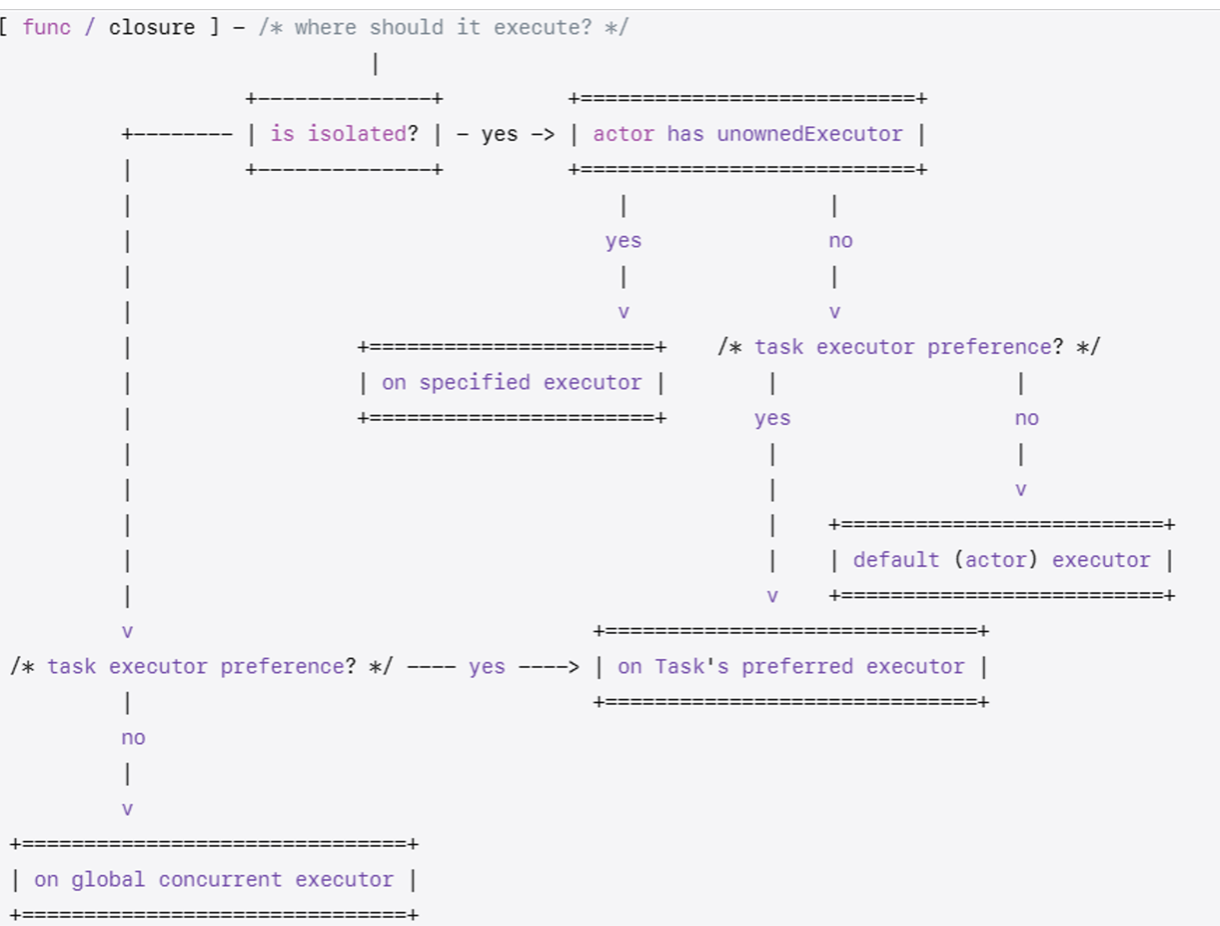 [ func / closure ] - /* where should it execute? */
|
+--------------+ +===========================+
+-------- | is isolated? | - yes -> | actor has unownedExecutor |
| +--------------+ +===========================+
| | |
| yes no
| | |
| v v
| +=======================+ /* task executor preference? */
| | on specified executor | | |
| +=======================+ yes no
| | |
| | v
| | +==========================+
| | | default (actor) executor |
| v +==========================+
v +==============================+
/* task executor preference? */ ---- yes ----> | on Task's preferred executor |
| +==============================+
no
|
v
+===============================+
| on global concurrent executor |
+===============================+